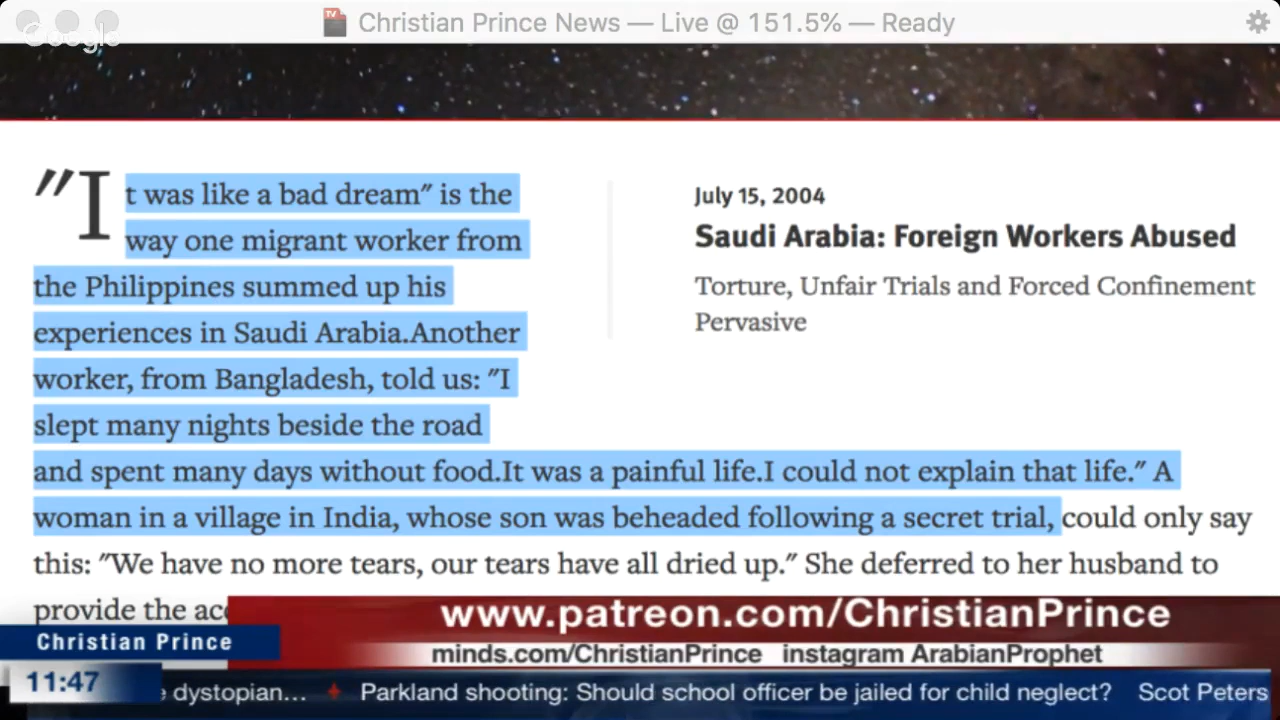 Christian Prince News — Live @ 151.5% — Ready
Google
"It was like a bad dream" is the
way one migrant worker from
the Philippines summed up his
experiences in Saudi Arabia.Another
worker, from Bangladesh, told us: "I
slept many nights beside the road
and spent many days without food.It was a painful life.I could not explain that life." A
woman in a village in India, whose son was beheaded following a secret trial, could only say
this: "We have no more tears, our tears have all dried up." She deferred to her husband to
provide the
July 15, 2004
Saudi Arabia: Foreign Workers Abused
Torture, Unfair Trials and Forced Confinement
Pervasive
www.patreon.com/ChristianPrince
Christian Prince
minds.com/ChristianPrince instagram ArabianProphet
11:47
dystopian... Parkland shooting: Should school officer be jailed for child neglect? Scot Peters